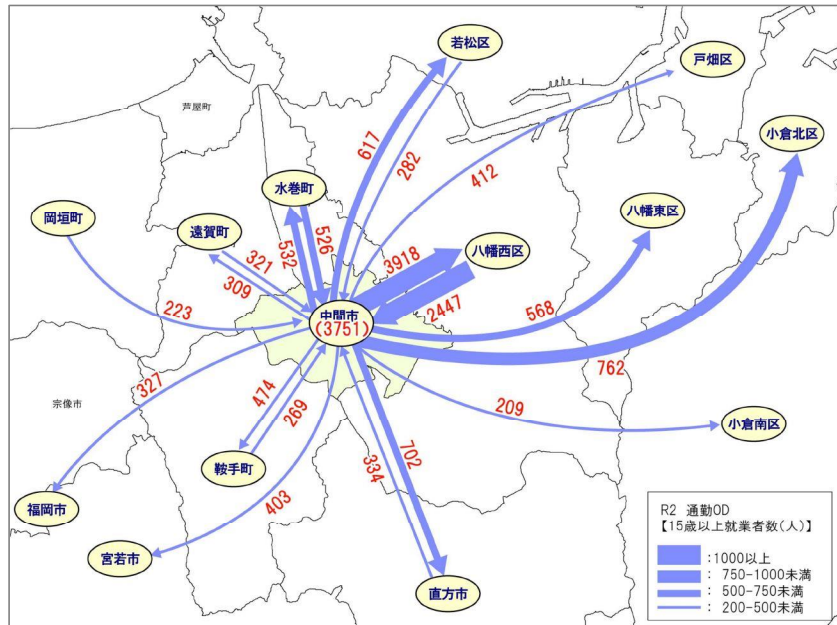 若松区
戸畑区
芦屋町
小倉北区
617
282
412
水巻町
岡垣町
遠賀町
八幡東区
八幡西区
532
526
321
309
3918
2447
223
中間市
(3751)
568
762
327
宗像市
474
269
209
小倉南区
鞍手町
403
334
702
福岡市
宮若市
直方市
R2 通勤OD
【15歳以上就業者数(人)】
:1000以上
: 750-1000未満
: 500-750未満
: 200-500未満